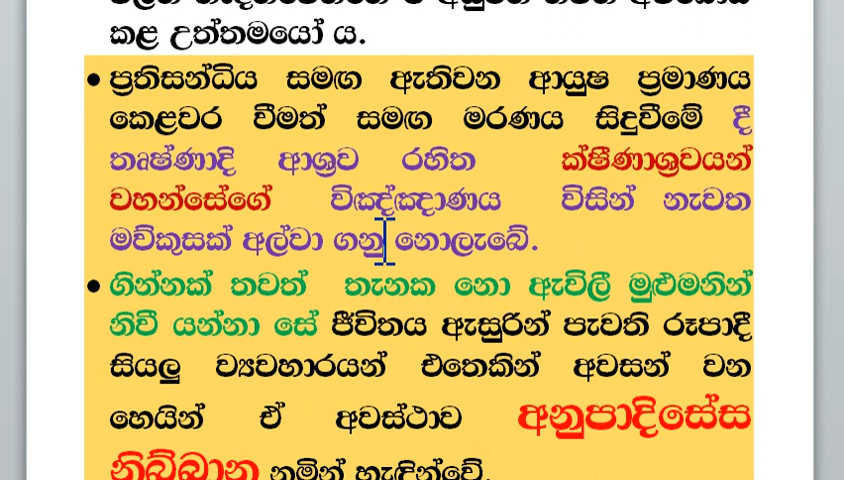 කළ උත්තමයෝ ය.
• ප්‍රතිසන්ධිය සමඟ ඇතිවන ආයුෂ ප්‍රමාණය
කෙළවර වීමත් සමඟ මරණය සිදුවීමේ දී
තෘෂ්ණාදි ආශ්‍රව රහිත ක්ෂීණාශ්‍රවයන්
වහන්සේගේ විඤ්ඤාණය විසින් නැවත
මව්කුසක් අල්වා ගනු නොලැබේ.
• ගින්නක් තවත් තැනක නො ඇවිලී මුළුමනින්
නිවී යන්නා සේ ජීවිතය ඇසුරින් පැවති රූපාදී
සියලු ව්‍යවහාරයන් එතෙකින් අවසන් වන
හෙයින් ඒ අවස්ථාව අනුපාදිසේස
නිබ්බාන නමින් හැඳින්වේ.